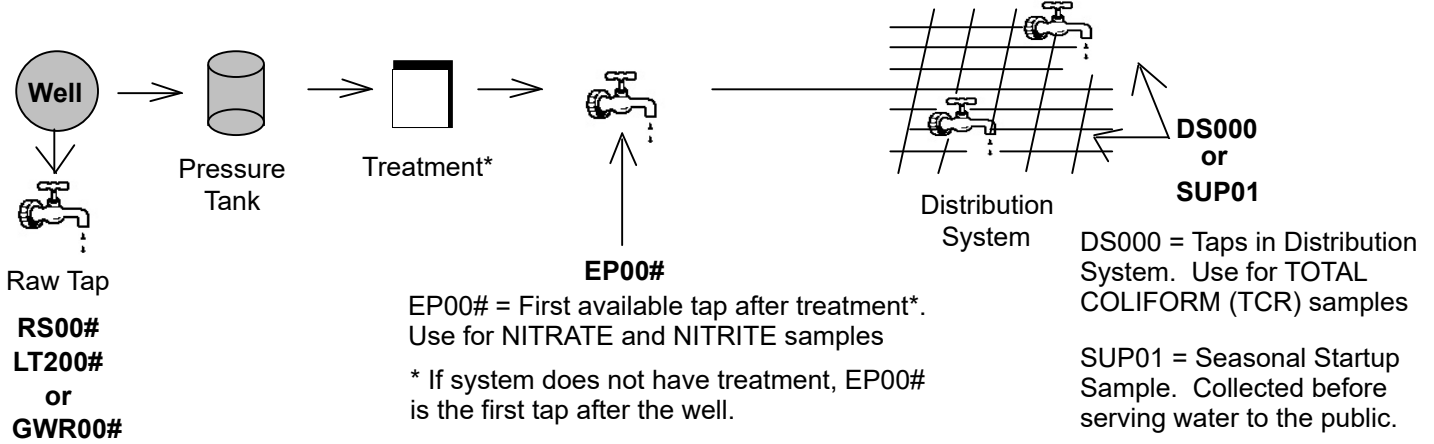 Well
Pressure
Tank
Treatment*
Raw Tap
RS00#
LT200#
or
GWR00#
EP00#
EP00# = First available tap after treatment*.
Use for NITRATE and NITRITE samples
* If system does not have treatment, EP00#
is the first tap after the well.
Distribution
System
DS000
or
SUP01
DS000 = Taps in Distribution
System. Use for TOTAL
COLIFORM (TCR) samples
SUP01 = Seasonal Startup
Sample. Collected before
serving water to the public.